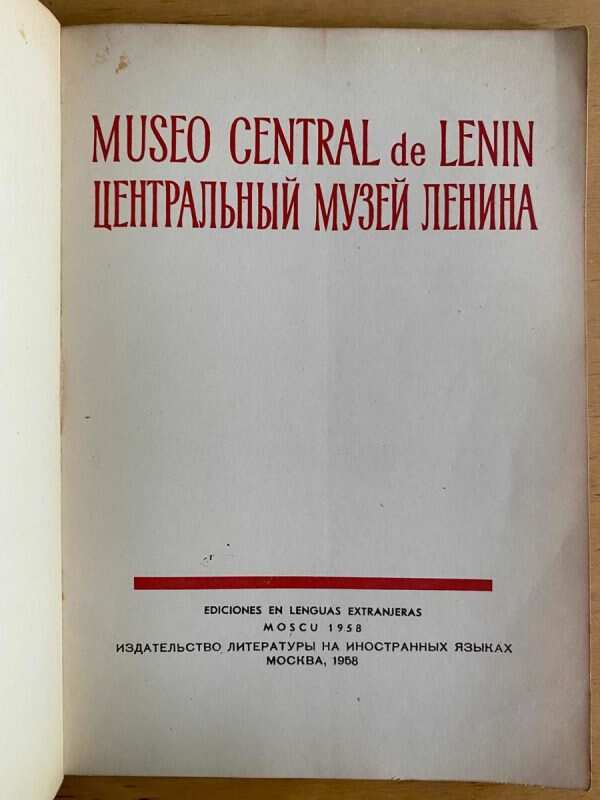 MUSEO CENTRAL de LENIN
ЦЕНТРАЛЬНЫЙ МУЗЕЙ ЛЕНИНА
EDICIONES EN LENGUAS EXTRANJERAS
MOSCU 1958
ИЗДАТЕЛЬСТВО ЛИТЕРАТУРЫ НА ИНОСТРАННЫХ ЯЗЫКАХ
МОСКВА, 1958